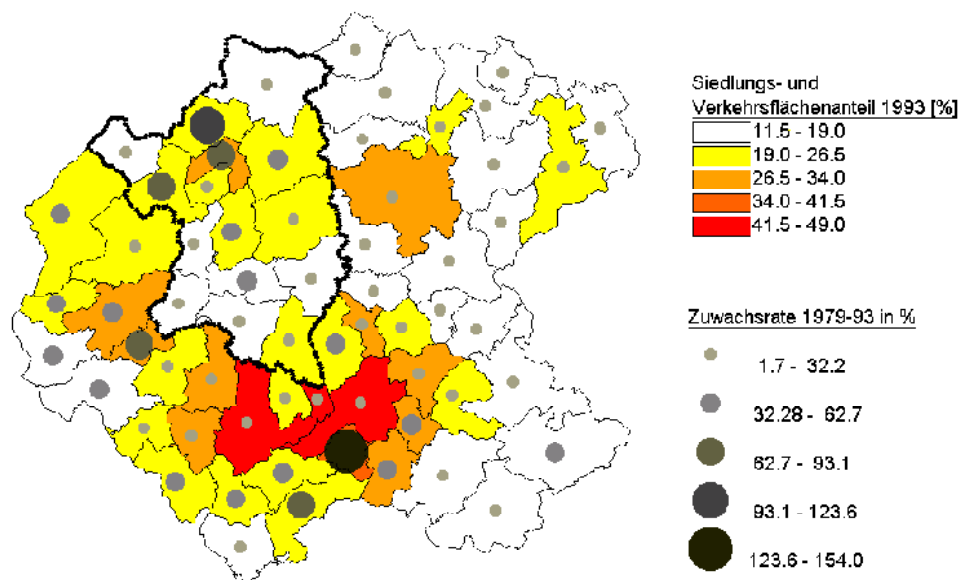 Siedlungs- und
Verkehrsflächenanteil 1993 [%]
11.5 - 19.0
19.0 - 26.5
26.5 - 34.0
34.0 - 41.5
41.5 - 49.0
Zuwachsrate 1979-93 in %
1.7 - 32.2
32.28 - 62.7
62.7 - 93.1
93.1 - 123.6
123.6 - 154.0